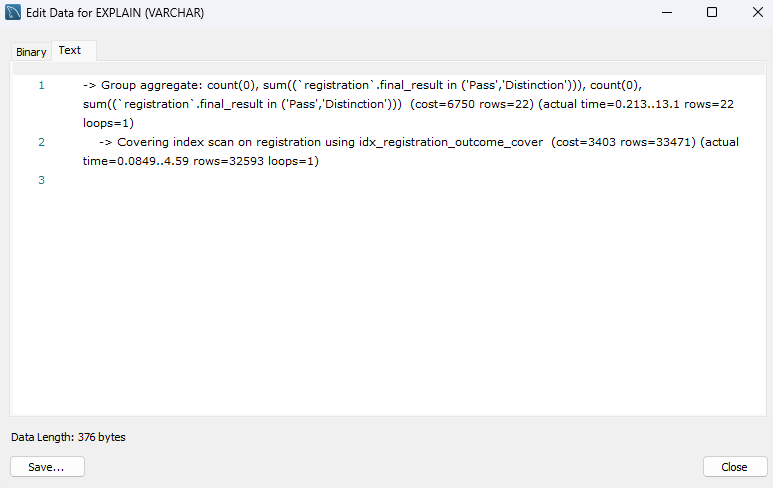 Edit Data for EXPLAIN (VARCHAR)
Binary
Text
1 -> Group aggregate: count(0), sum((`registration`.final_result in ('Pass','Distinction'))), count(0),
sum((`registration`.final_result in ('Pass','Distinction')))  (cost=6750 rows=22) (actual time=0.213..13.1 rows=22
loops=1)
2     -> Covering index scan on registration using idx_registration_outcome_cover  (cost=3403 rows=33471) (actual
time=0.0849..4.59 rows=32593 loops=1)
3
Data Length: 376 bytes
Save...
Close